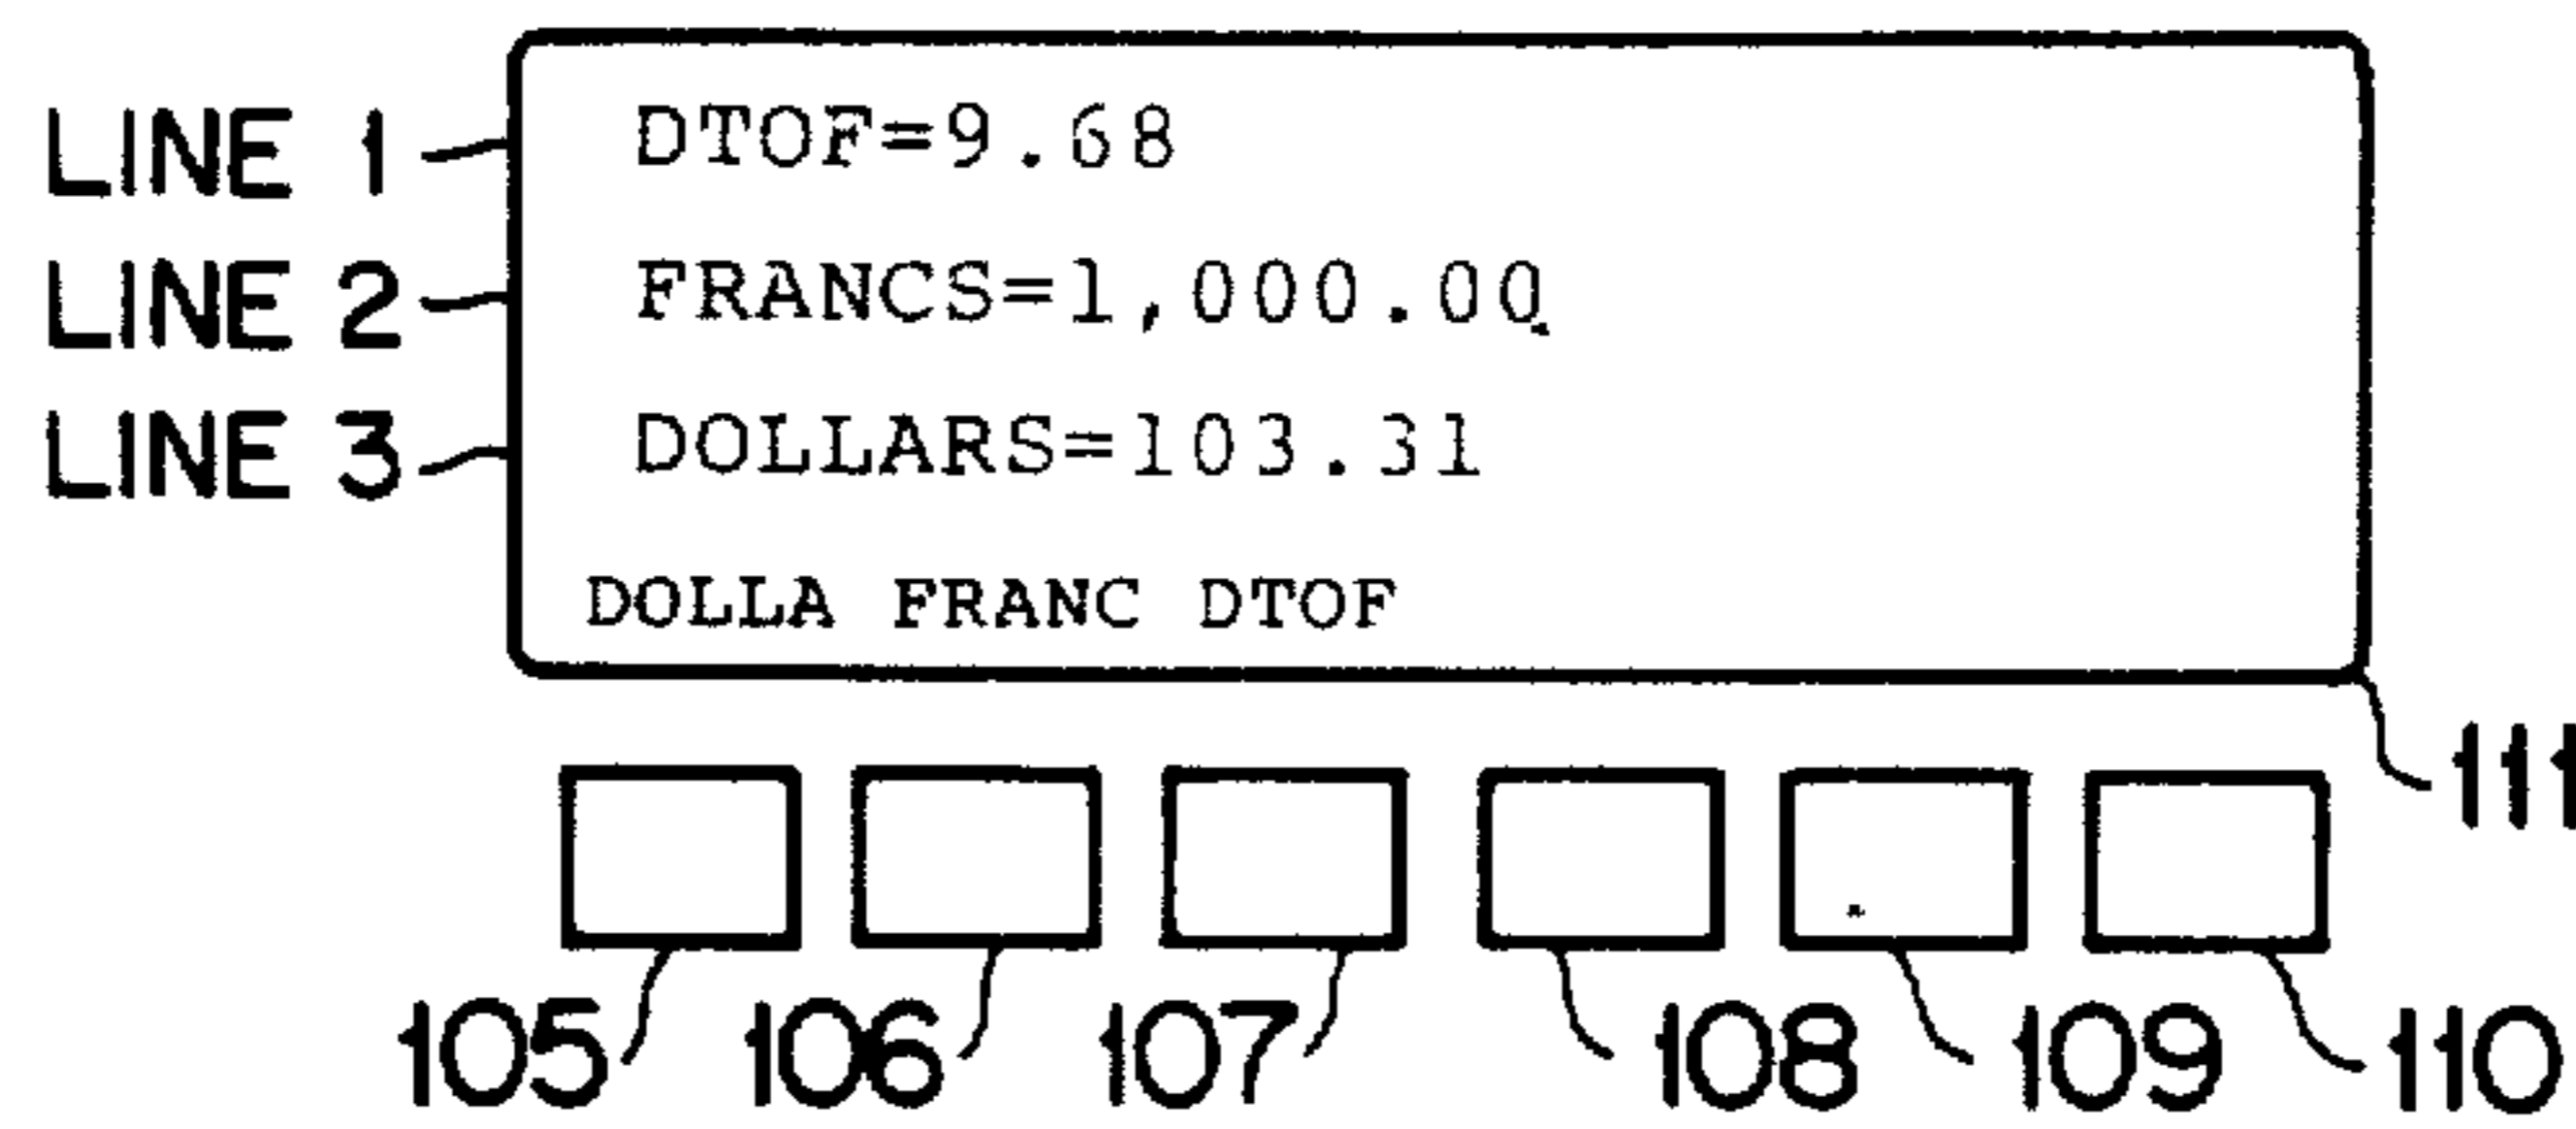 LINE 1 DTOF=9.68
LINE 2 FRANCS=1,000.00
LINE 3 DOLLARS=103.31
DOLLA FRANC DTOF
111
105 106 107 108 109 110